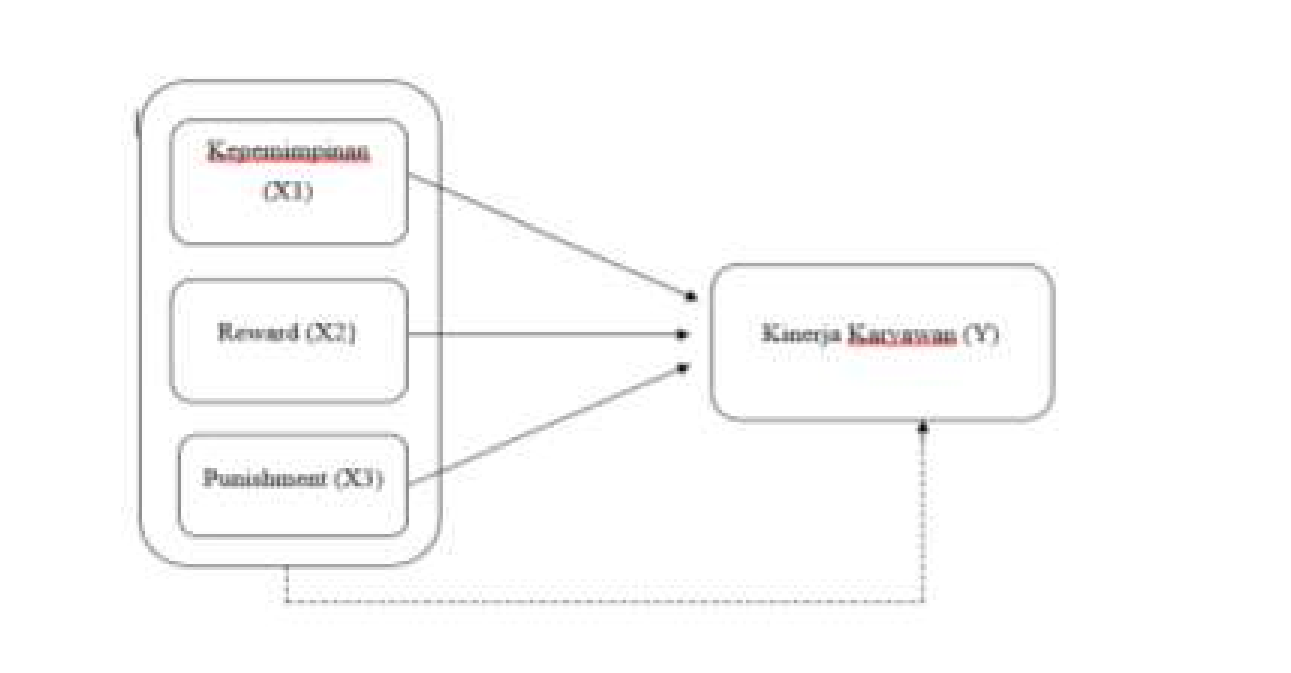 Kepemimpinan
(X1)
Reward (X2)
Kinerja Karyawan (Y)
Punishment (X3)